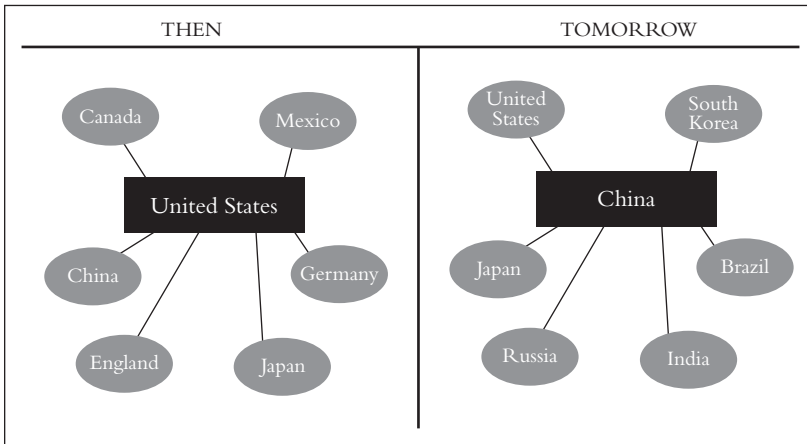 THEN
TOMORROW
Canada
Mexico
United States
China
Germany
England
Japan
United
States
South
Korea
China
Japan
Brazil
Russia
India